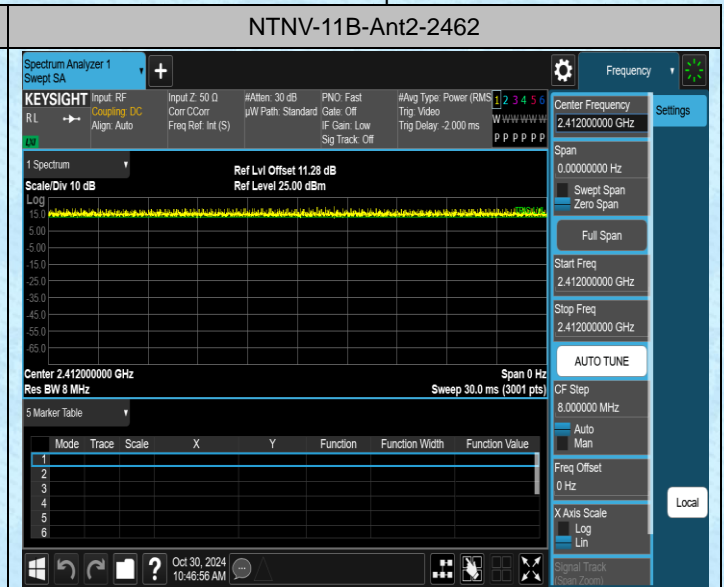 NTNV-11B-Ant2-2462
Spectrum Analyzer 1
Swept SA
Frequency
KEYSIGHT
RL
LXI
Input: RF
Coupling: DC
Align: Auto
Input Z: 50 Ω
Corr CCorr
Freq Ref: Int (S)
#Atten: 30 dB
µW Path: Standard
PNO: Fast
Gate: Off
IF Gain: Low
Sig Track: Off
#Avg Type: Power (RMS
Trig: Video
Trig Delay: -2.000 ms
1 2 3 4 5 6
W W W W W W
P P P P P P
1 Spectrum
Scale/Div 10 dB
Ref Lvl Offset 11.28 dB
Ref Level 25.00 dBm
Log
15.0
5.00
-5.00
-15.0
-25.0
-35.0
-45.0
-55.0
-65.0
Center 2.412000000 GHz
Res BW 8 MHz
Span 0 Hz
Sweep 30.0 ms (3001 pts)
5 Marker Table
Mode Trace Scale X Y Function Function Width Function Value
1
2
3
4
5
6
Oct 30, 2024
10:46:56 AM
Center Frequency
2.412000000 GHz
Span
0.00000000 Hz
Swept Span
Zero Span
Full Span
Start Freq
2.412000000 GHz
Stop Freq
2.412000000 GHz
AUTO TUNE
CF Step
8.000000 MHz
Auto
Man
Freq Offset
0 Hz
X Axis Scale
Log
Lin
Signal Track
(Span Zoom)
Settings
Local